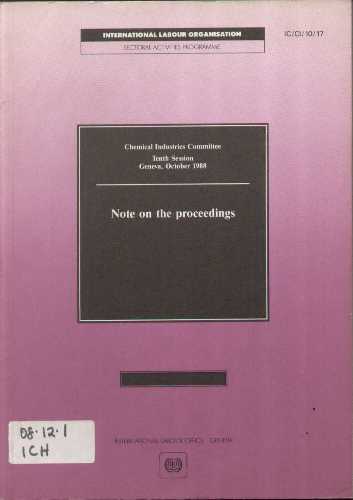 INTERNATIONAL LABOUR ORGANISATION
SECTORAL ACTIVITIES PROGRAMME
IC/CI/10/17
Chemical Industries Committee
Tenth Session
Geneva, October 1988
Note on the proceedings
08.12.1
ICH
INTERNATIONAL LABOUR OFFICE GENEVA